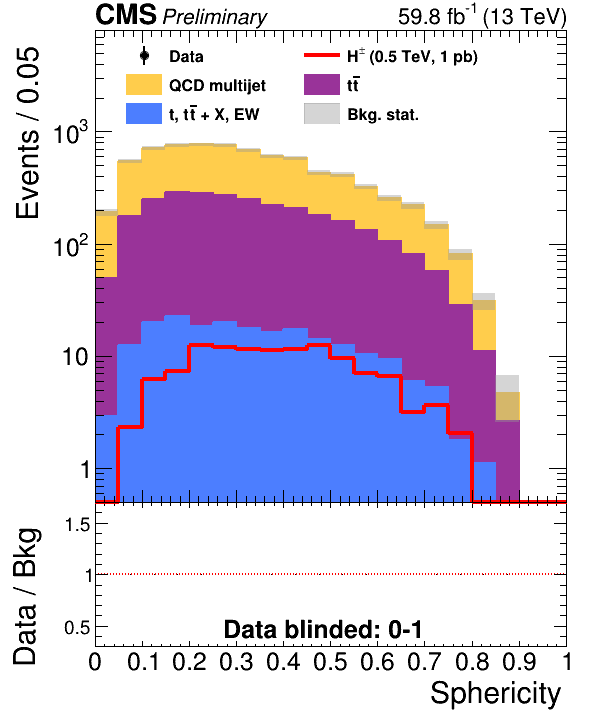 CMS Preliminary 59.8 fb⁻¹ (13 TeV)
Data
H± (0.5 TeV, 1 pb)
QCD multijet
tt̄
t, tt̄ + X, EW
Bkg. stat.
Events / 0.05
10³
10²
10
1
Data / Bkg
1.5
1
0.5
Data blinded: 0-1
0 0.1 0.2 0.3 0.4 0.5 0.6 0.7 0.8 0.9 1
Sphericity